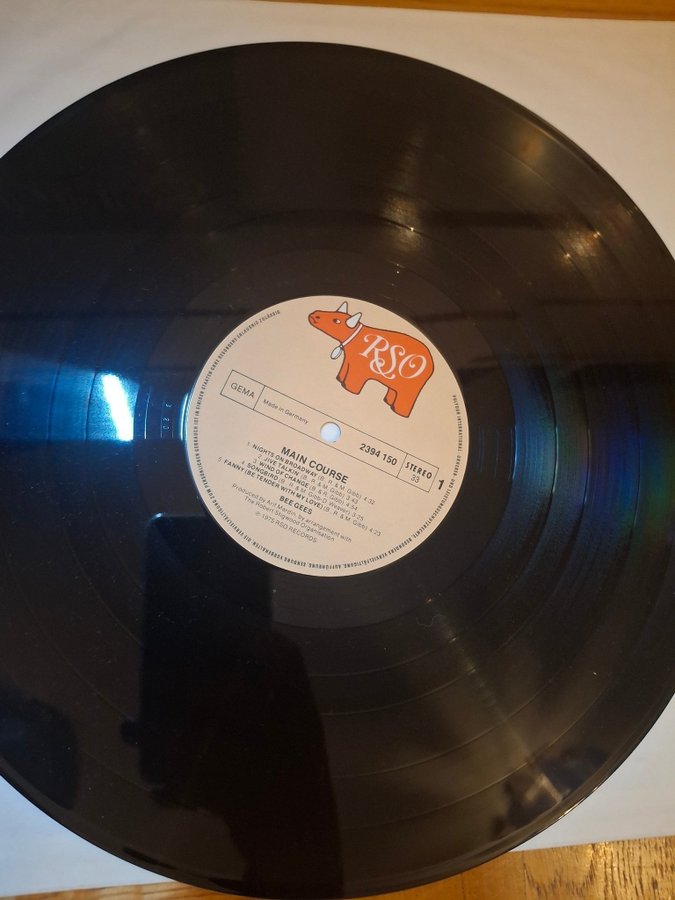 RSO
GEMA
Made in Germany
2394 150
STEREO
33
1
MAIN COURSE
1. NIGHTS ON BROADWAY (B. R. & M. Gibb) 4:32
2. JIVE TALKIN' (B. R. & M. Gibb) 3:43
3. WIND OF CHANGE (B. & R. Gibb) 4:54
4. SONGBIRD (B. R. & M. Gibb-D. Weaver) 3:35
5. FANNY (BE TENDER WITH MY LOVE) (B. R. & M. Gibb) 4:23
BEE GEES
Produced by Arif Mardin, by arrangement with
The Robert Stigwood Organisation
℗ 1975 RSO RECORDS